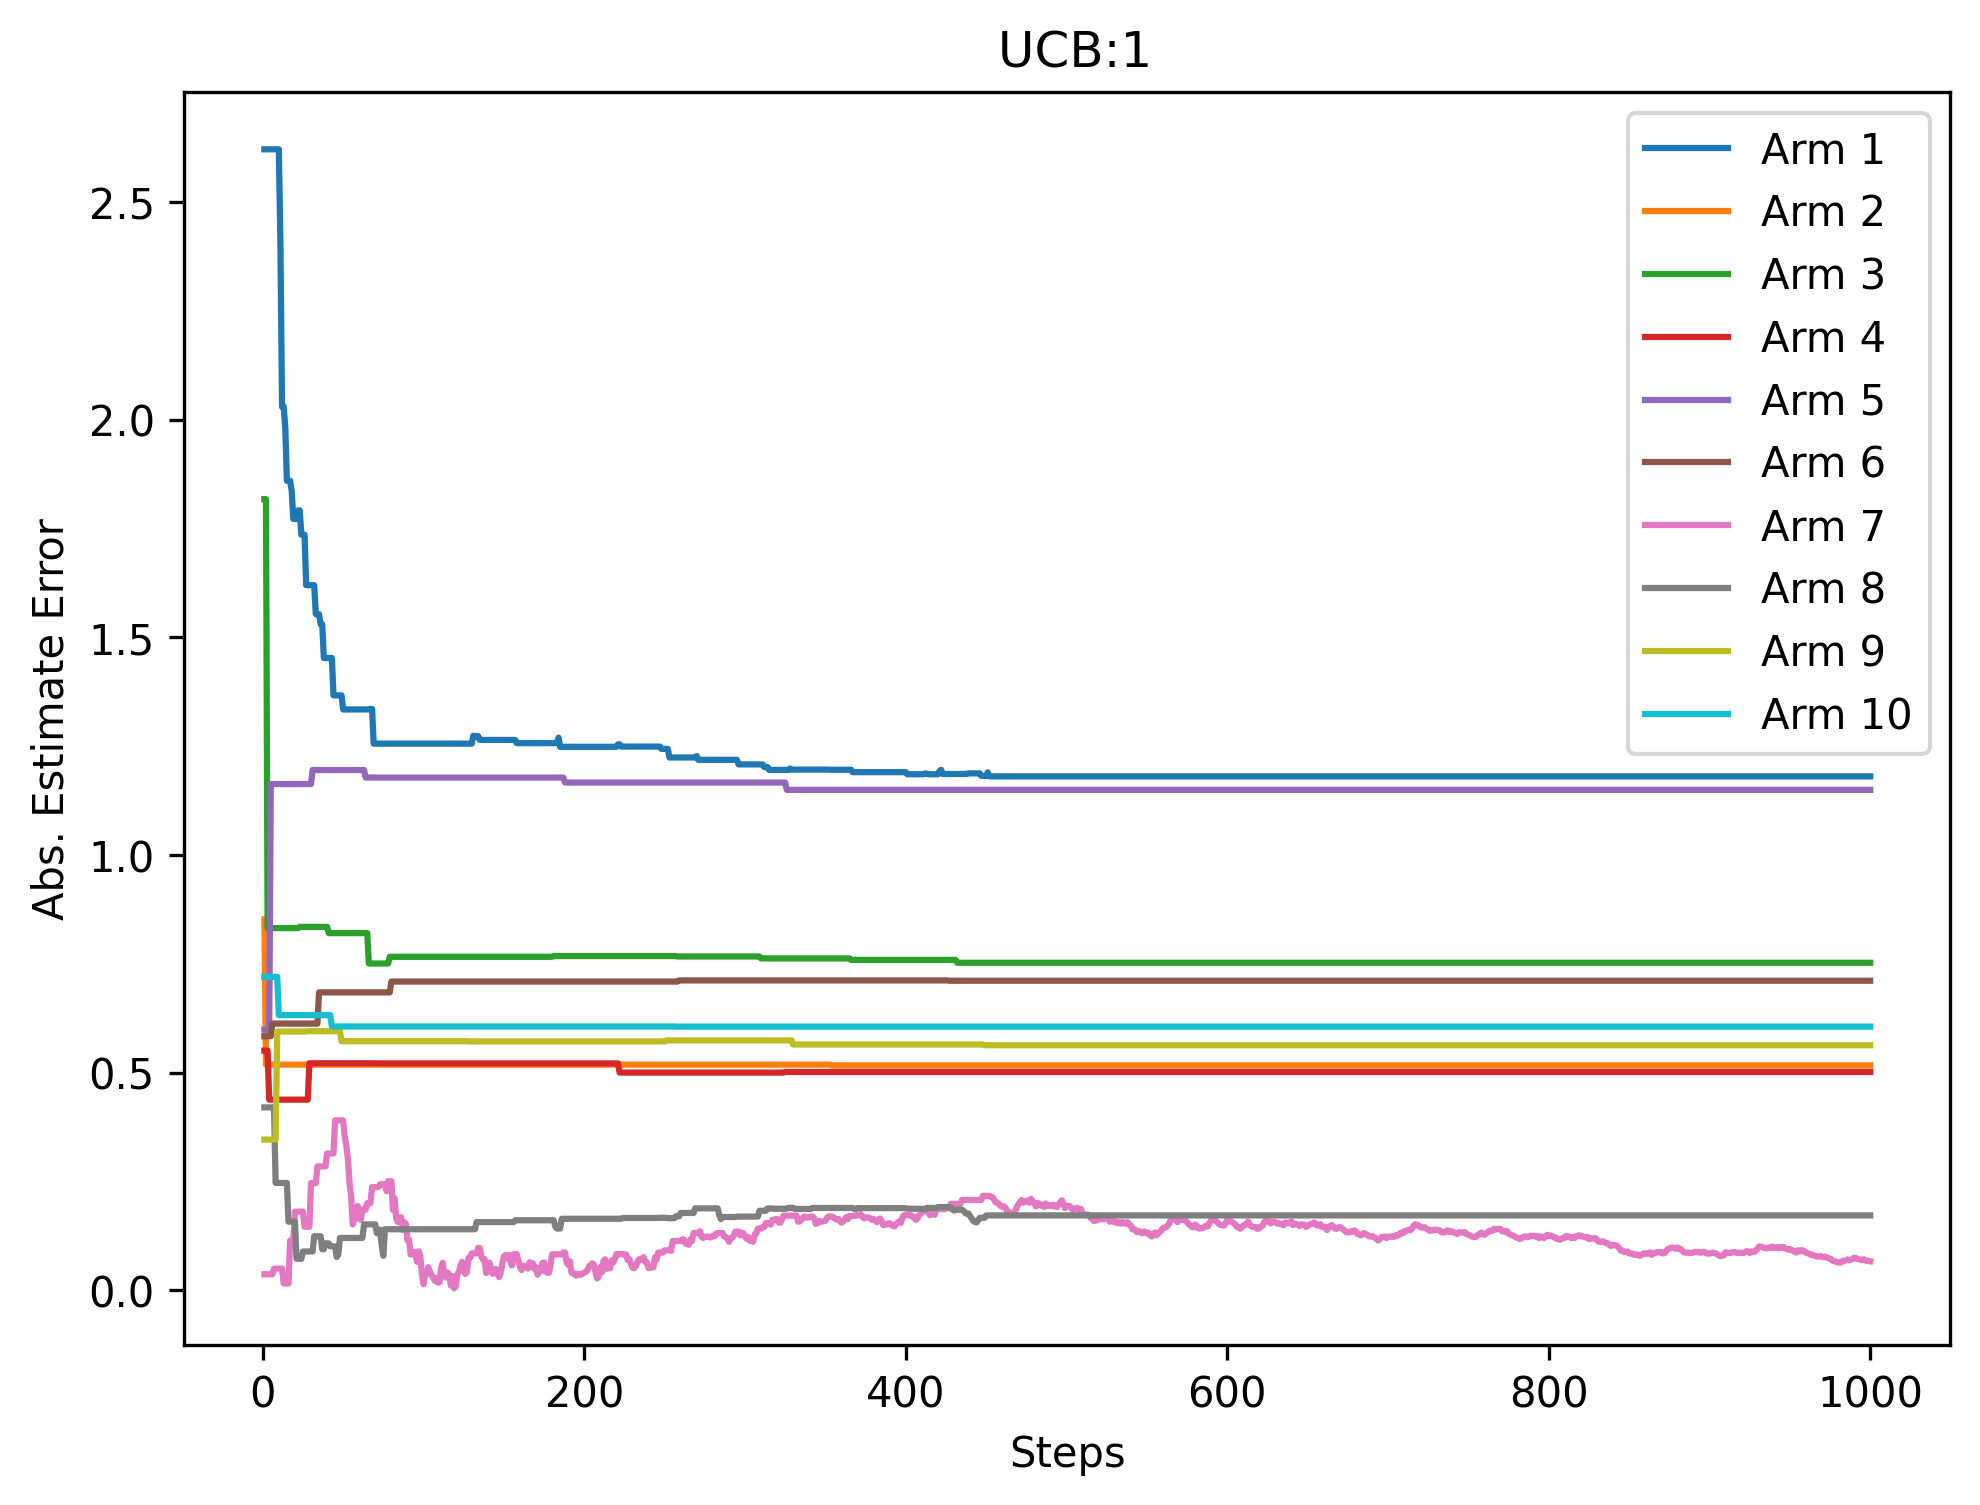 UCB:1
Abs. Estimate Error
2.5
2.0
1.5
1.0
0.5
0.0
0 200 400 600 800 1000
Steps
Arm 1
Arm 2
Arm 3
Arm 4
Arm 5
Arm 6
Arm 7
Arm 8
Arm 9
Arm 10